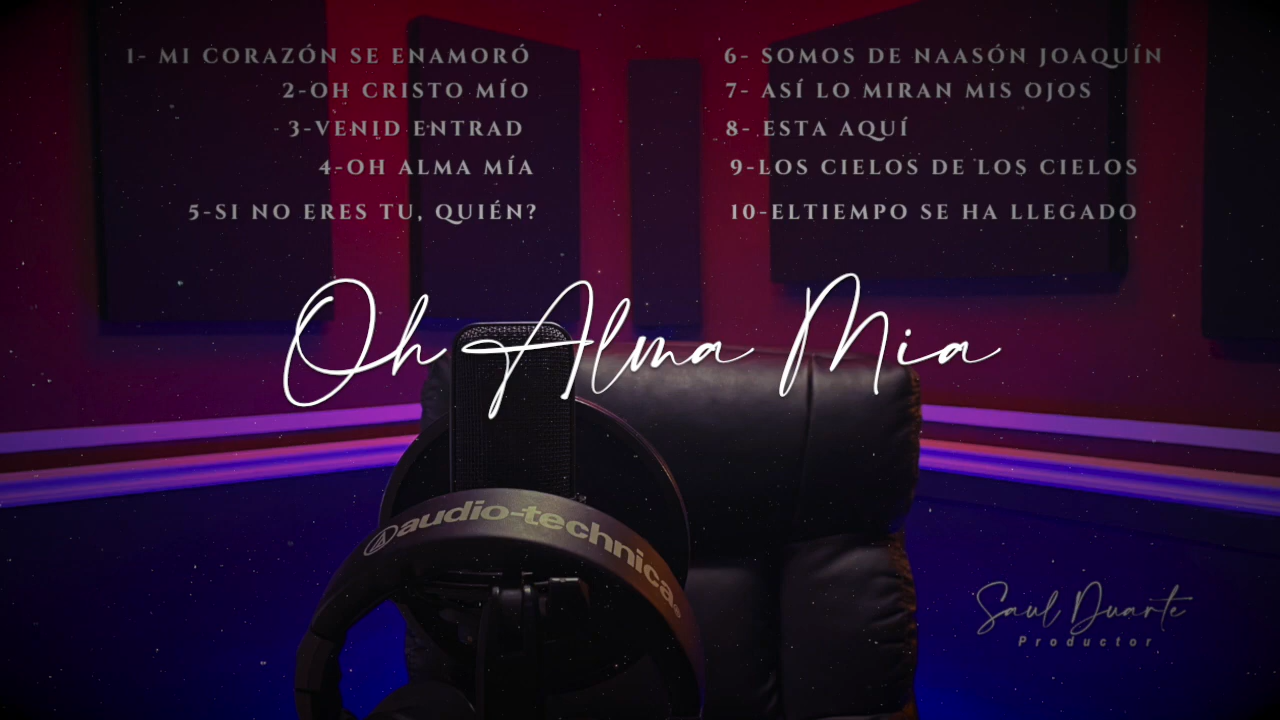 1- MI CORAZÓN SE ENAMORÓ
2-OH CRISTO MÍO
3-VENID ENTRAD
4-OH ALMA MÍA
5-SI NO ERES TU, QUIÉN?
6- SOMOS DE NAASÓN JOAQUÍN
7- ASÍ LO MIRAN MIS OJOS
8- ESTA AQUÍ
9-LOS CIELOS DE LOS CIELOS
10-ELTIEMPO SE HA LLEGADO
Oh Alma Mia
audio-technica
Saul Duarte
Productor